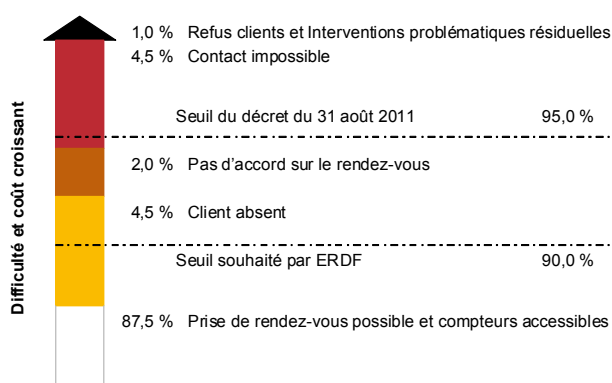 1,0 % Refus clients et Interventions problématiques résiduelles
4,5 % Contact impossible
Seuil du décret du 31 août 2011 95,0 %
2,0 % Pas d’accord sur le rendez-vous
4,5 % Client absent
Seuil souhaité par ERDF 90,0 %
87,5 % Prise de rendez-vous possible et compteurs accessibles
Difficulté et coût croissant